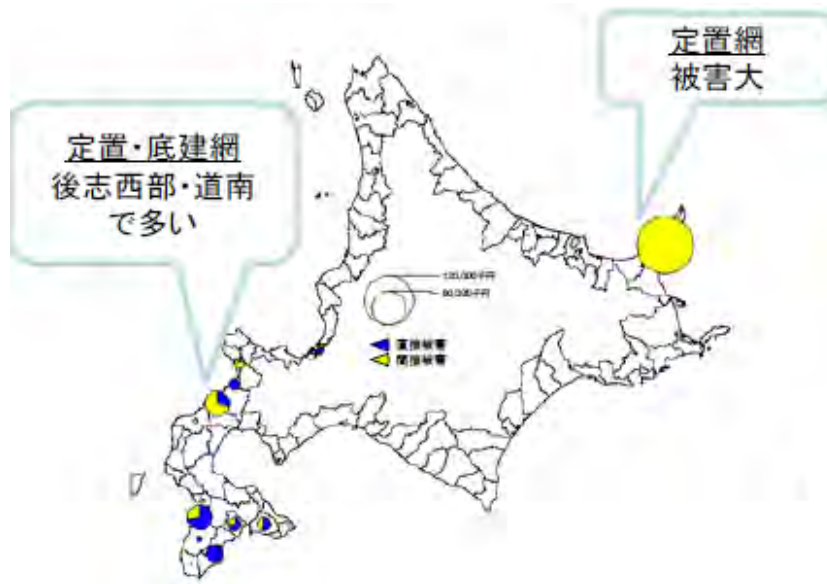 定置網
被害大
定置・底建網
後志西部・道南
で多い
直接被害
間接被害